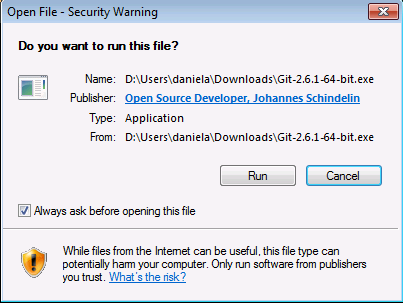 Open File - Security Warning
Do you want to run this file?
Name: D:\Users\daniela\Downloads\Git-2.6.1-64-bit.exe
Publisher: Open Source Developer, Johannes Schindelin
Type: Application
From: D:\Users\daniela\Downloads\Git-2.6.1-64-bit.exe
Run Cancel
Always ask before opening this file
While files from the Internet can be useful, this file type can
potentially harm your computer. Only run software from publishers
you trust. What's the risk?